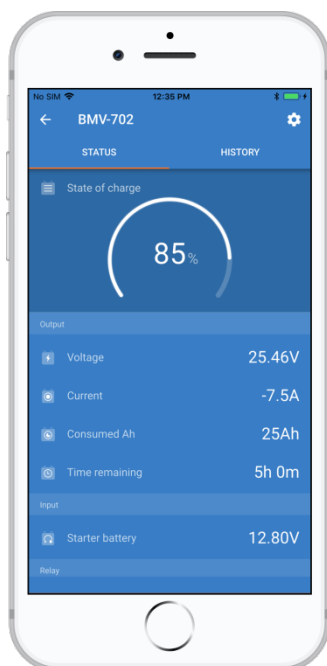 No SIM 12:35 PM
BMV-702
STATUS HISTORY
State of charge
85%
Output
Voltage 25.46V
Current -7.5A
Consumed Ah 25Ah
Time remaining 5h 0m
Input
Starter battery 12.80V
Relay